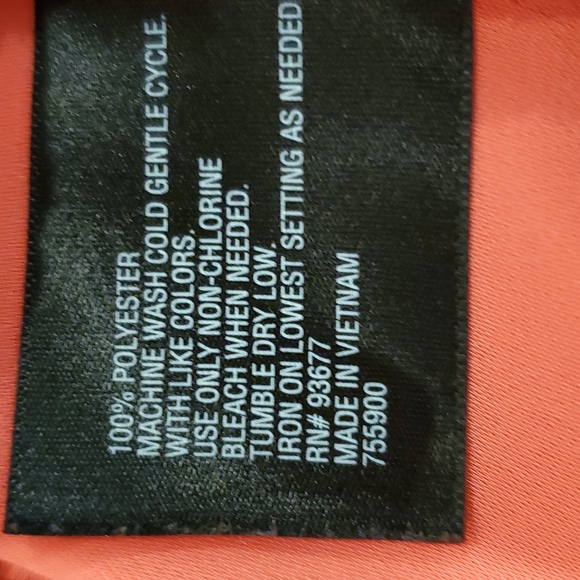 100% POLYESTER
MACHINE WASH COLD GENTLE CYCLE.
WITH LIKE COLORS.
USE ONLY NON-CHLORINE
BLEACH WHEN NEEDED.
TUMBLE DRY LOW.
IRON ON LOWEST SETTING AS NEEDED
RN# 93677
MADE IN VIETNAM
755900